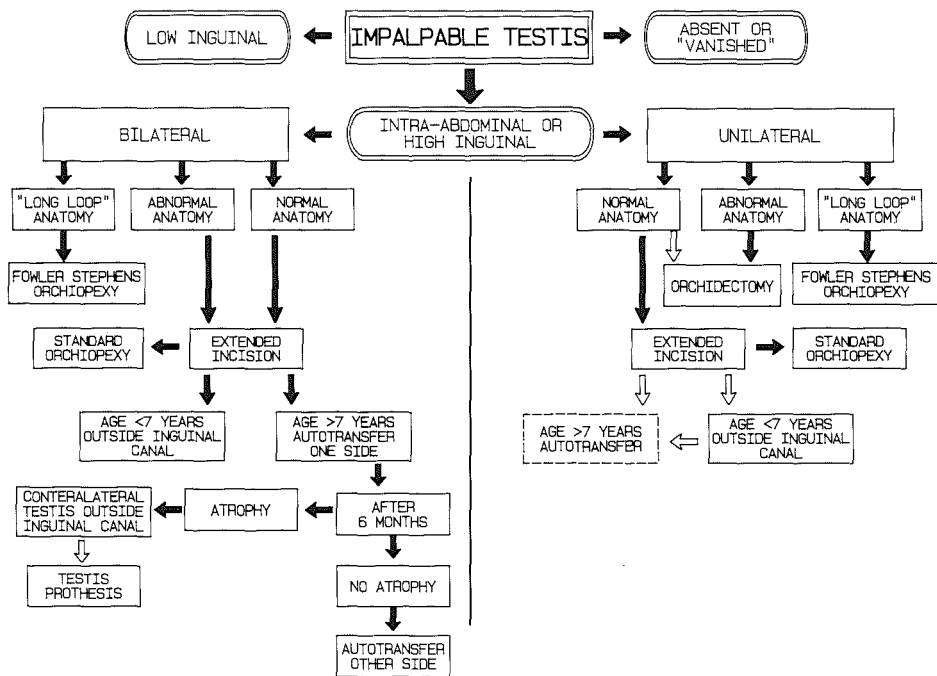 LOW INGUINAL
IMPALPABLE TESTIS
ABSENT OR
"VANISHED"
BILATERAL
INTRA-ABDOMINAL OR
HIGH INGUINAL
UNILATERAL
"LONG LOOP"
ANATOMY
ABNORMAL
ANATOMY
NORMAL
ANATOMY
NORMAL
ANATOMY
ABNORMAL
ANATOMY
"LONG LOOP"
ANATOMY
FOWLER STEPHENS
ORCHIOPEXY
ORCHIDECTOMY
FOWLER STEPHENS
ORCHIOPEXY
STANDARD
ORCHIOPEXY
EXTENDED
INCISION
EXTENDED
INCISION
STANDARD
ORCHIOPEXY
AGE <7 YEARS
OUTSIDE INGUINAL
CANAL
AGE >7 YEARS
AUTOTRANSFER
ONE SIDE
AGE >7 YEARS
AUTOTRANSFER
AGE <7 YEARS
OUTSIDE INGUINAL
CANAL
CONTERALATERAL
TESTIS OUTSIDE
INGUINAL CANAL
ATROPHY
AFTER
6 MONTHS
TESTIS
PROTHESIS
NO ATROPHY
AUTOTRANSFER
OTHER SIDE